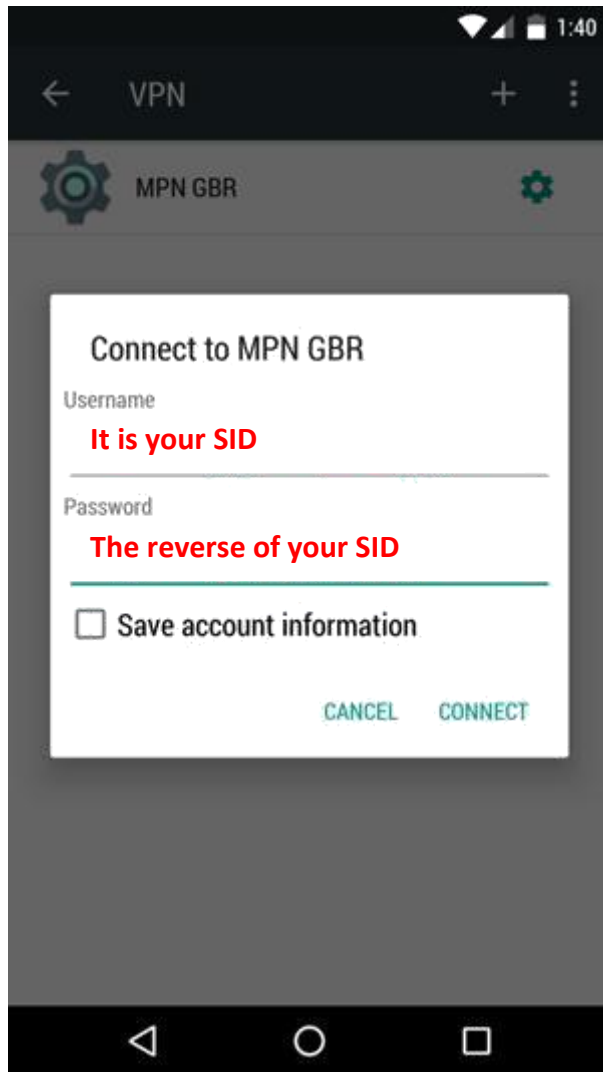 1:40
VPN
MPN GBR
Connect to MPN GBR
Username
It is your SID
Password
The reverse of your SID
Save account information
CANCEL CONNECT